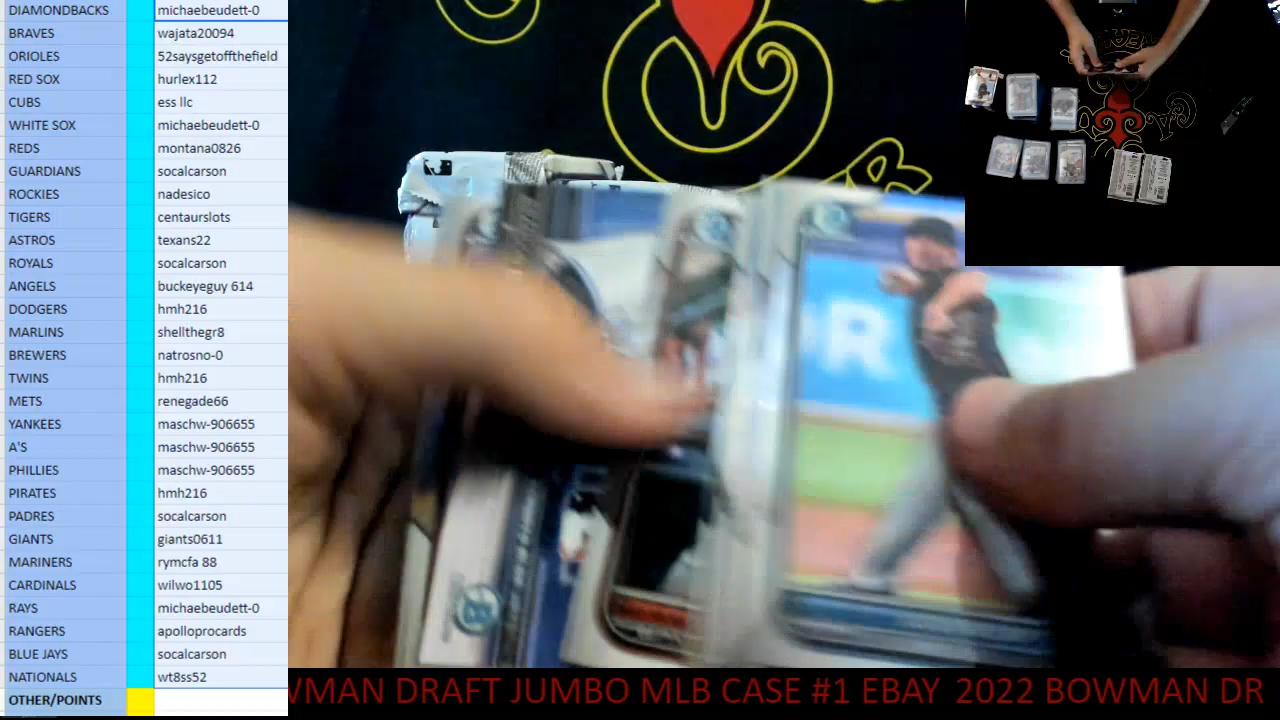 DIAMONDBACKS michaebeudett-0
BRAVES wajata20094
ORIOLES 52saysgetoffthefield
RED SOX hurlex112
CUBS ess llc
WHITE SOX michaebeudett-0
REDS montana0826
GUARDIANS socalcarson
ROCKIES nadesico
TIGERS centaurslots
ASTROS texans22
ROYALS socalcarson
ANGELS buckeyeguy 614
DODGERS hmh216
MARLINS shellthegr8
BREWERS natrosno-0
TWINS hmh216
METS renegade66
YANKEES maschw-906655
A'S maschw-906655
PHILLIES maschw-906655
PIRATES hmh216
PADRES socalcarson
GIANTS giants0611
MARINERS rymcfa 88
CARDINALS wilwo1105
RAYS michaebeudett-0
RANGERS apolloprocards
BLUE JAYS socalcarson
NATIONALS wt8ss52
OTHER/POINTS
WMAN DRAFT JUMBO MLB CASE #1 EBAY 2022 BOWMAN DR